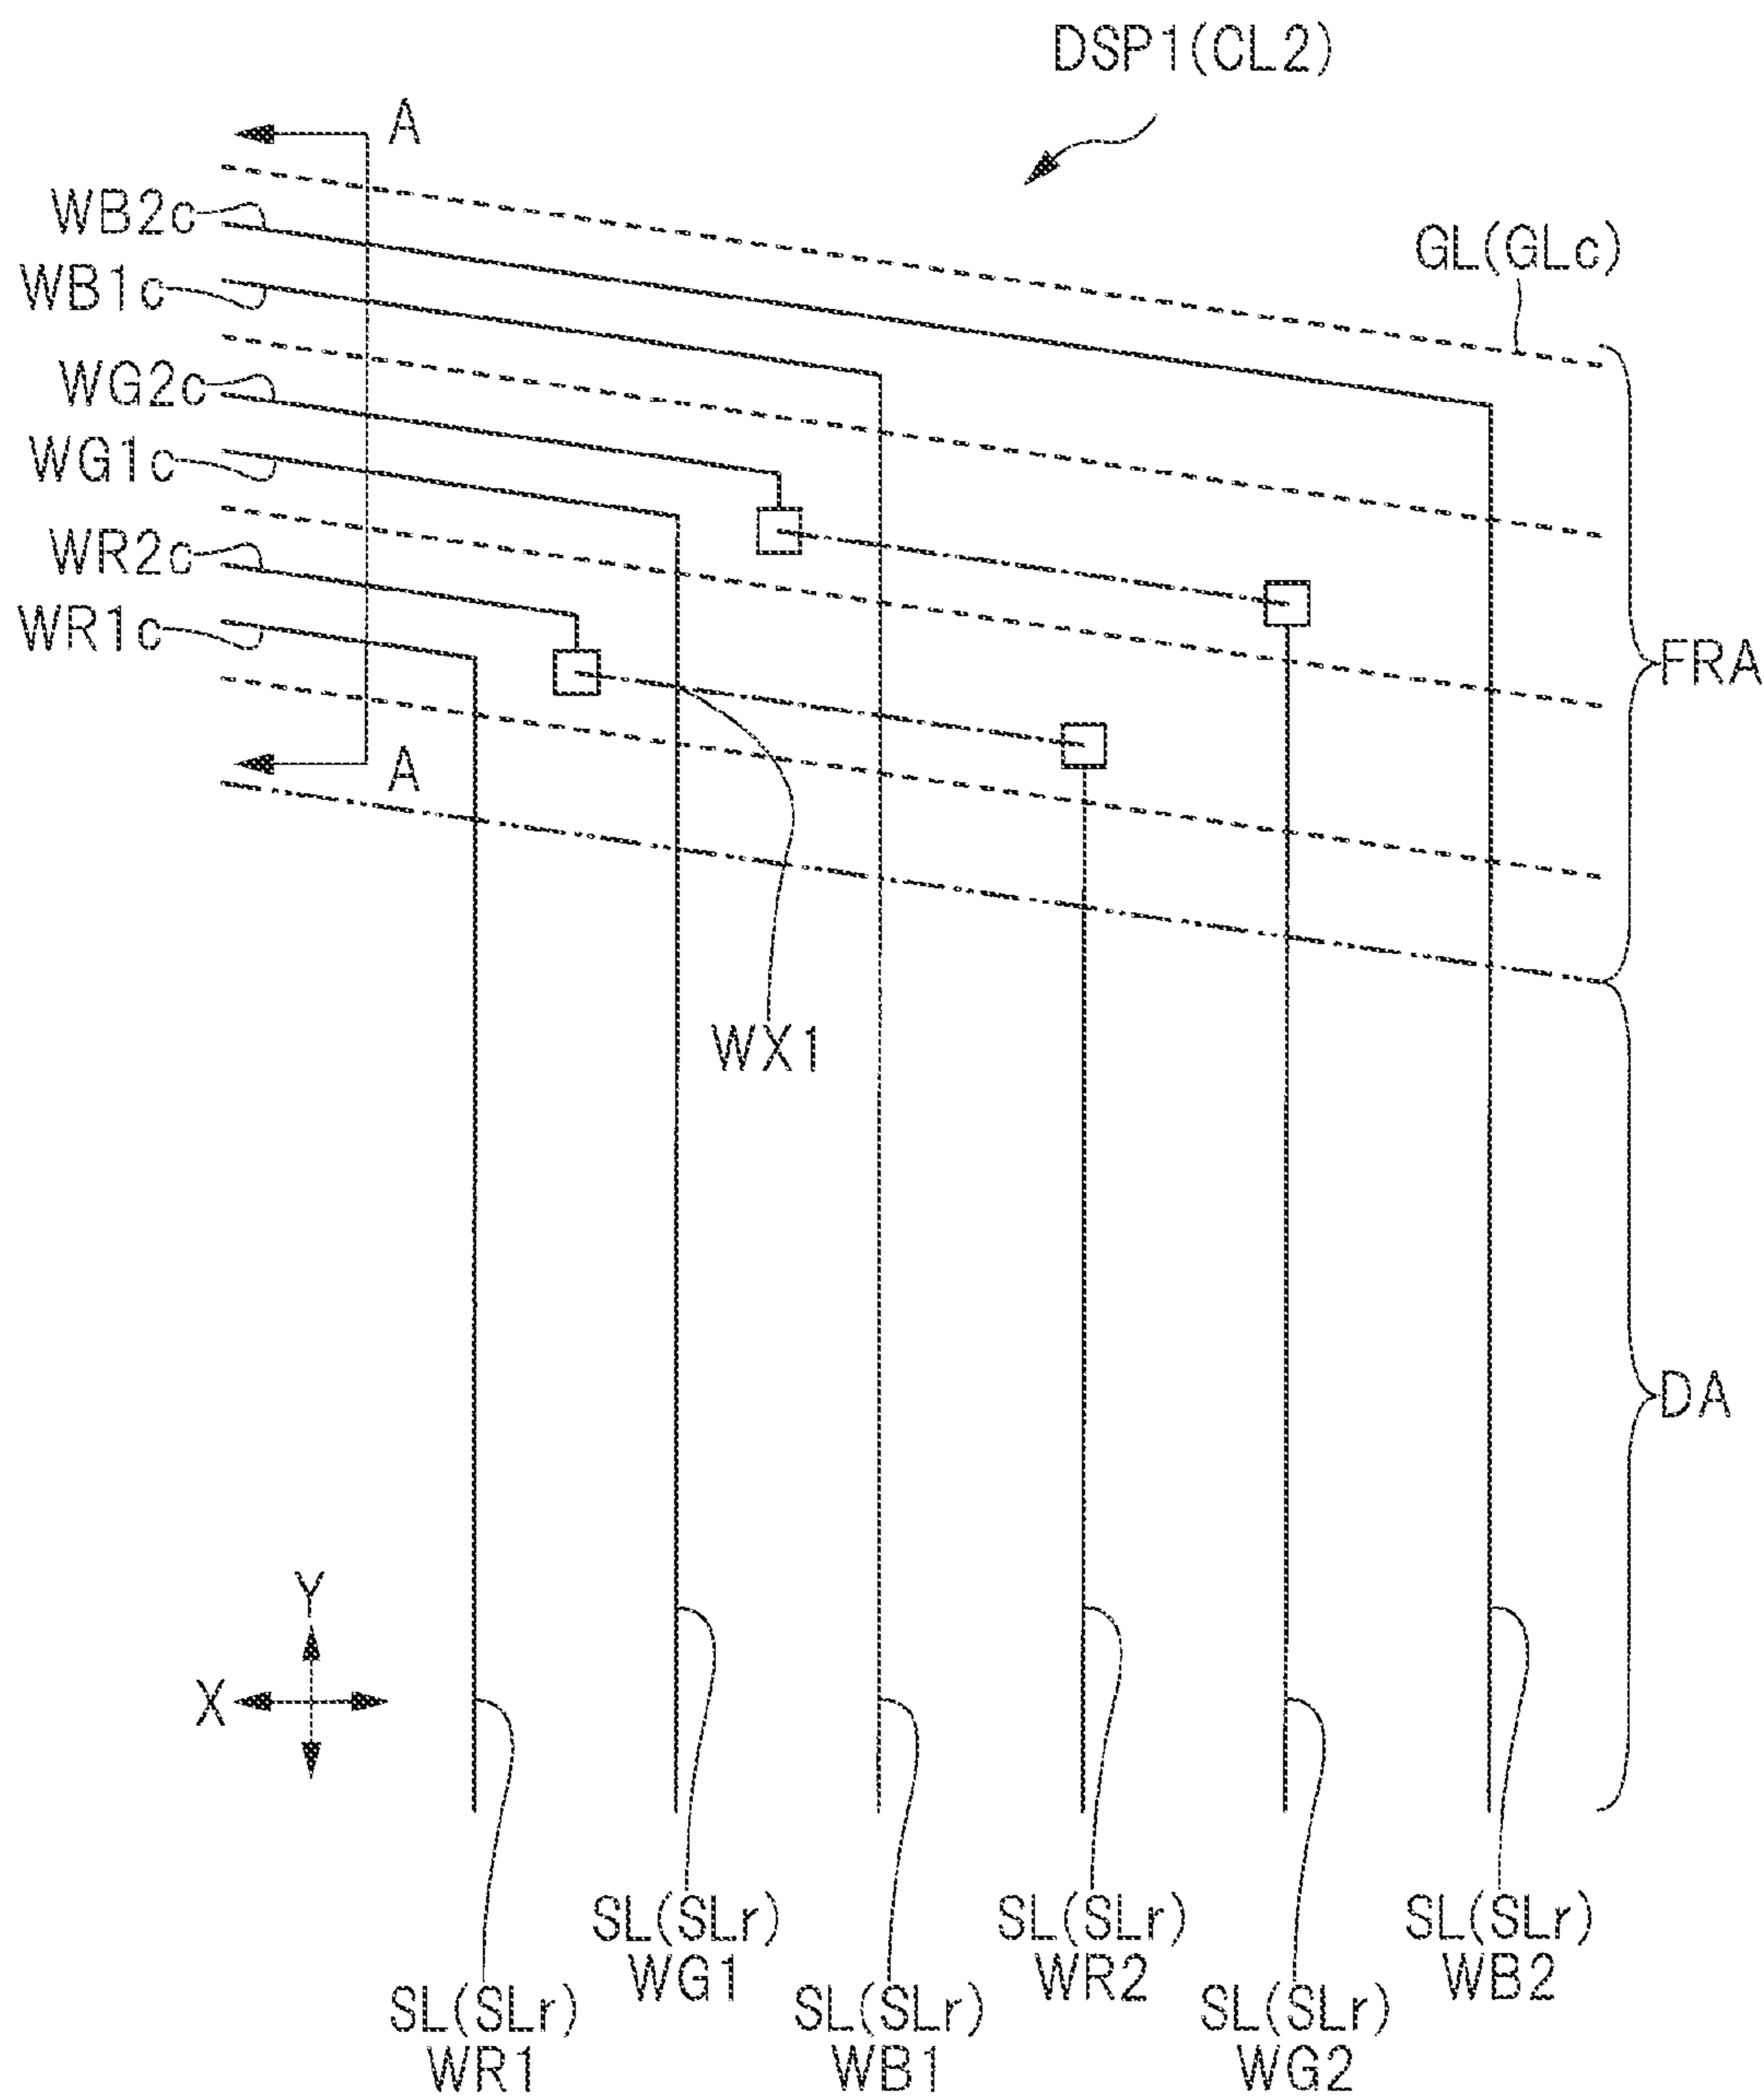 DSP1(CL2)
A
WB2c
GL(GLc)
WB1c
WG2c
WG1c
WR2c
WR1c
FRA
A
WX1
DA
Y
X
SL(SLr)
WG1
SL(SLr)
WR2
SL(SLr)
WB2
SL(SLr)
WR1
SL(SLr)
WB1
SL(SLr)
WG2